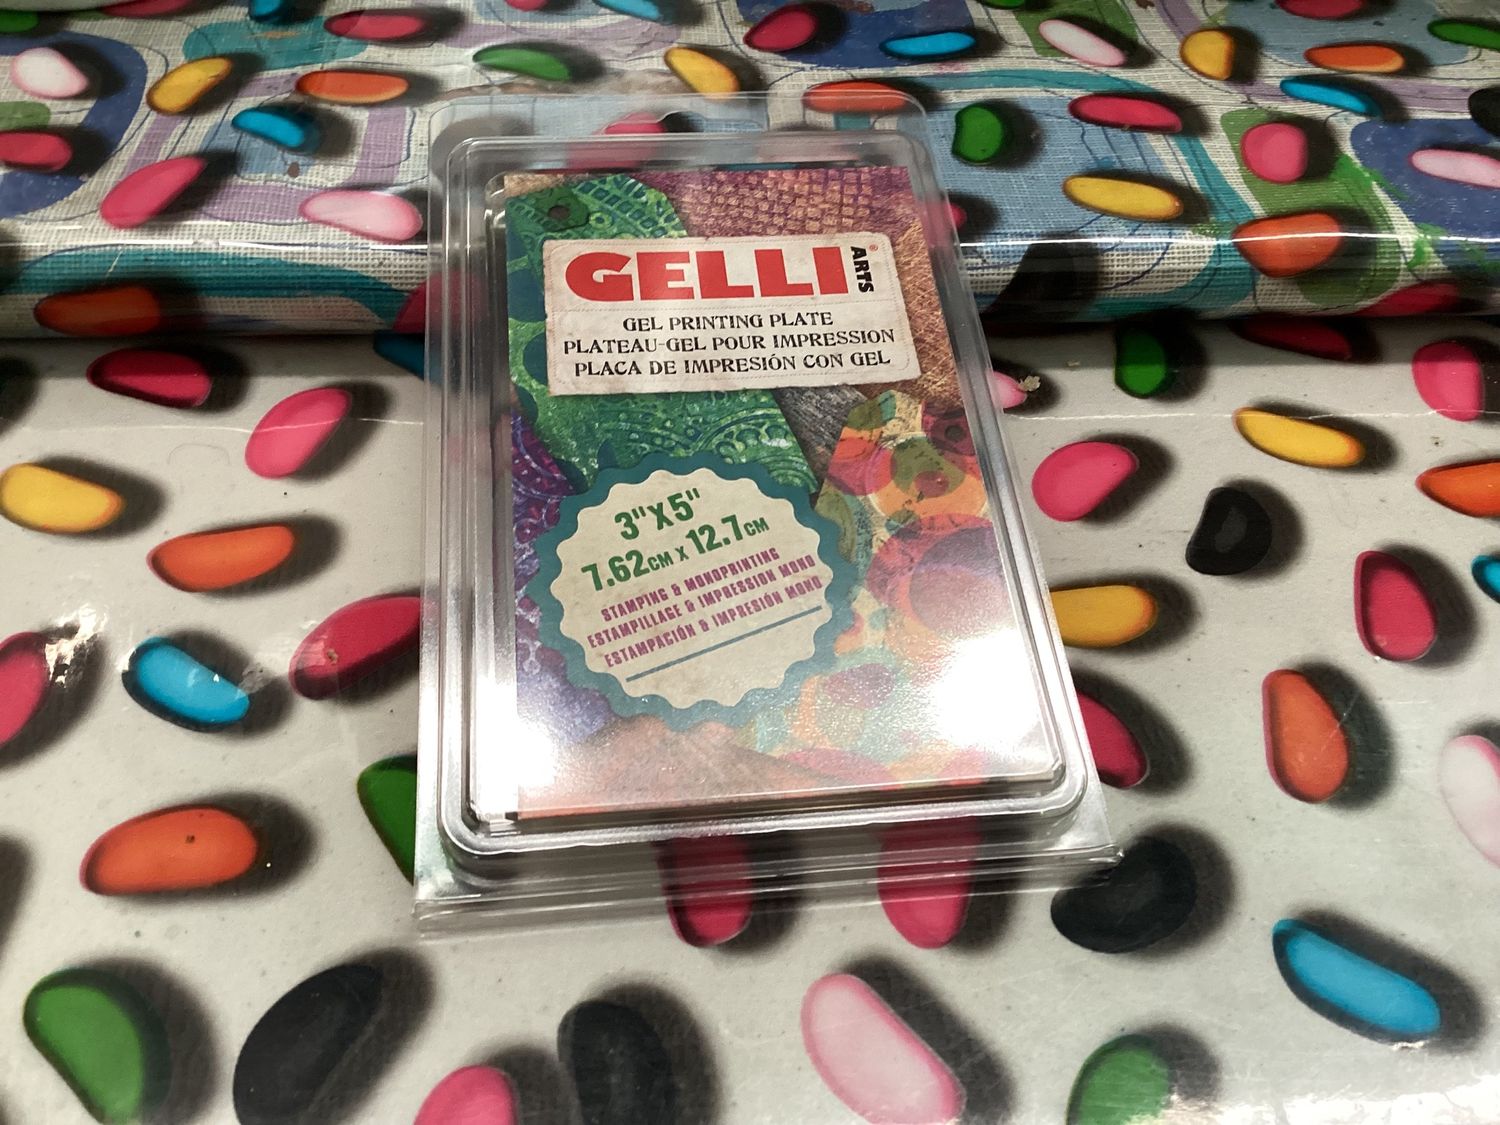 GELLI ARTS®
GEL PRINTING PLATE
PLATEAU-GEL POUR IMPRESSION
PLACA DE IMPRESIÓN CON GEL
3"X5"
7.62CM X 12.7CM
STAMPING & MONOPRINTING
ESTAMPILLAGE & IMPRESSION MONO
ESTAMPACIÓN & IMPRESIÓN MONO